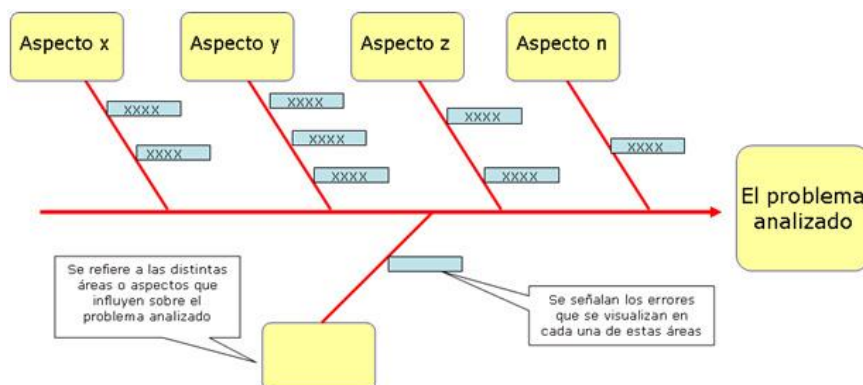 Aspecto x
Aspecto y
Aspecto z
Aspecto n
xxxx
xxxx
xxxx
xxxx
xxxx
xxxx
xxxx
xxxx
El problema
analizado
Se refiere a las distintas
áreas o aspectos que
influyen sobre el
problema analizado
Se señalan los errores
que se visualizan en
cada una de estas áreas